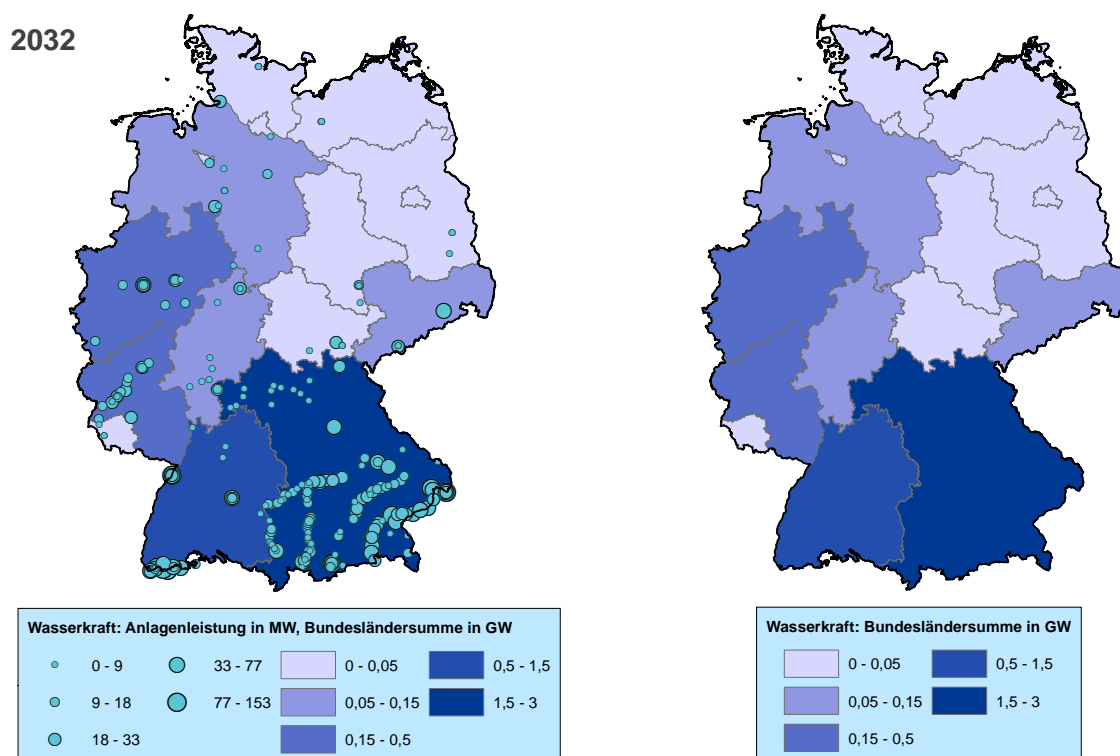 2032
Wasserkraft: Anlagenleistung in MW, Bundesländersumme in GW
0 - 9
33 - 77
0 - 0,05
0,5 - 1,5
9 - 18
77 - 153
0,05 - 0,15
1,5 - 3
18 - 33
0,15 - 0,5
Wasserkraft: Bundesländersumme in GW
0 - 0,05
0,5 - 1,5
0,05 - 0,15
1,5 - 3
0,15 - 0,5